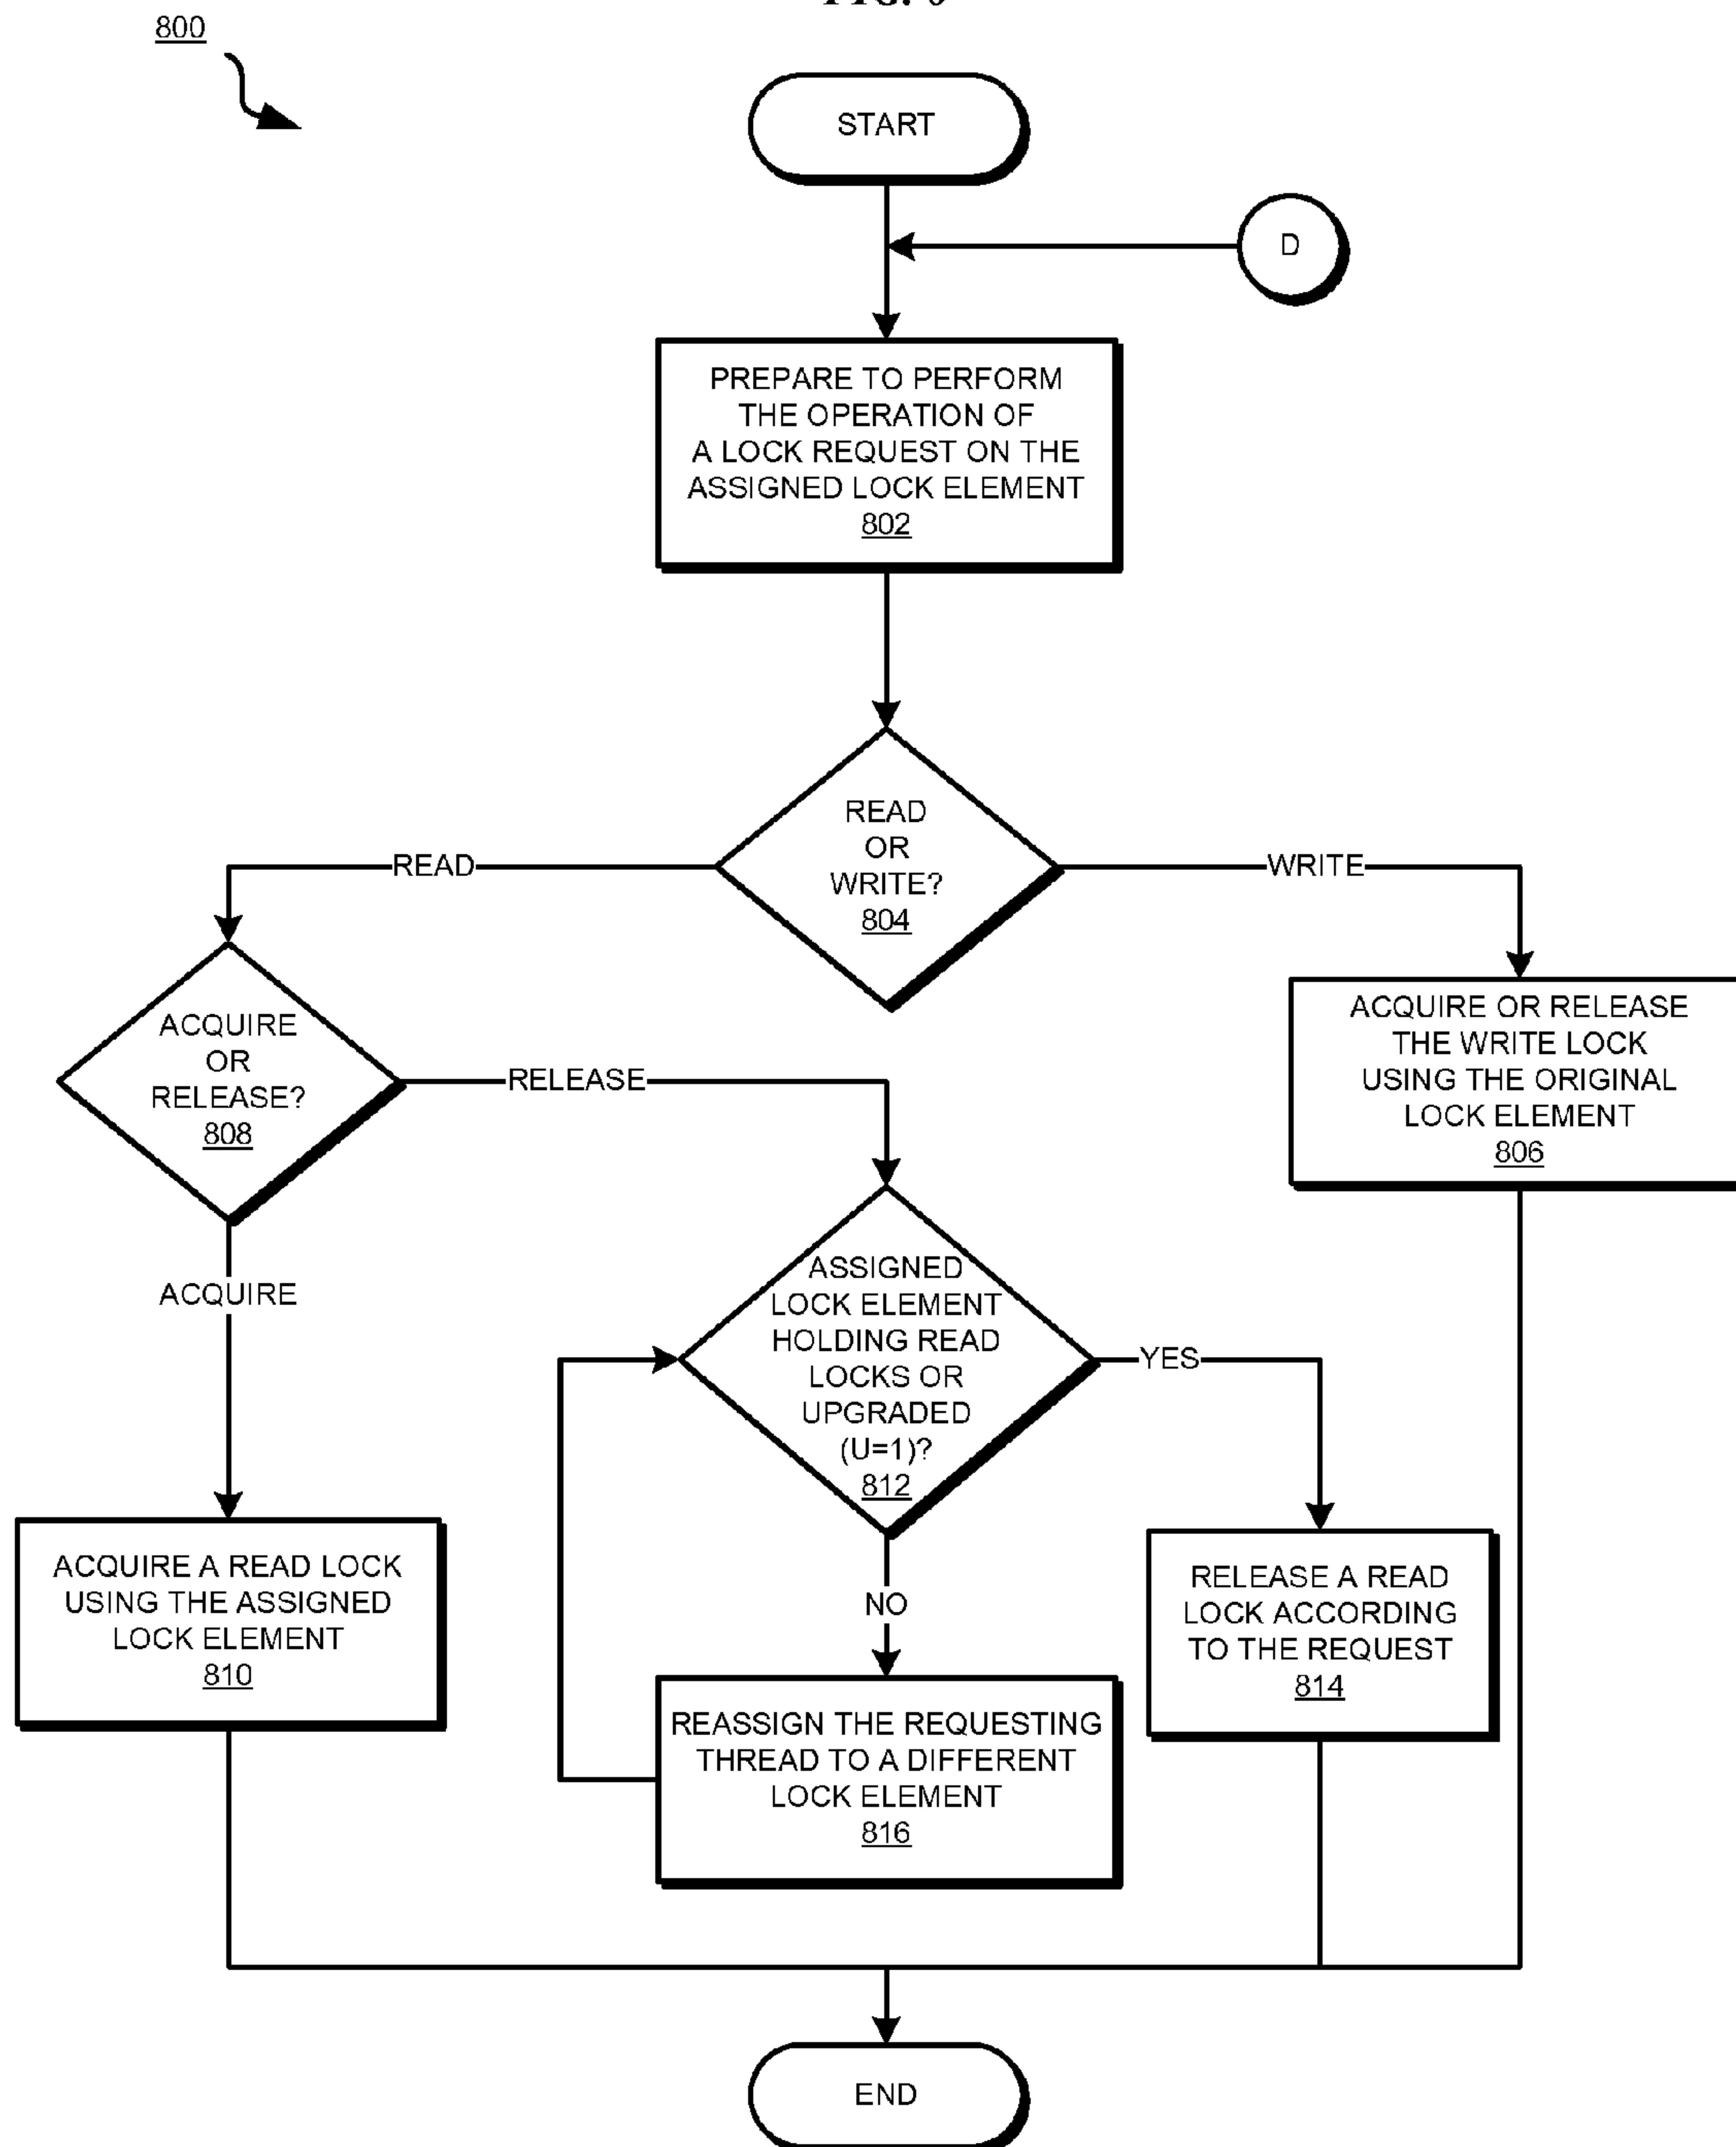 800
START
D
PREPARE TO PERFORM
THE OPERATION OF
A LOCK REQUEST ON THE
ASSIGNED LOCK ELEMENT
802
READ
OR
WRITE?
804
READ
WRITE
ACQUIRE
OR
RELEASE?
808
RELEASE
ACQUIRE OR RELEASE
THE WRITE LOCK
USING THE ORIGINAL
LOCK ELEMENT
806
ACQUIRE
ASSIGNED
LOCK ELEMENT
HOLDING READ
LOCKS OR
UPGRADED
(U=1)?
812
YES
NO
ACQUIRE A READ LOCK
USING THE ASSIGNED
LOCK ELEMENT
810
RELEASE A READ
LOCK ACCORDING
TO THE REQUEST
814
REASSIGN THE REQUESTING
THREAD TO A DIFFERENT
LOCK ELEMENT
816
END